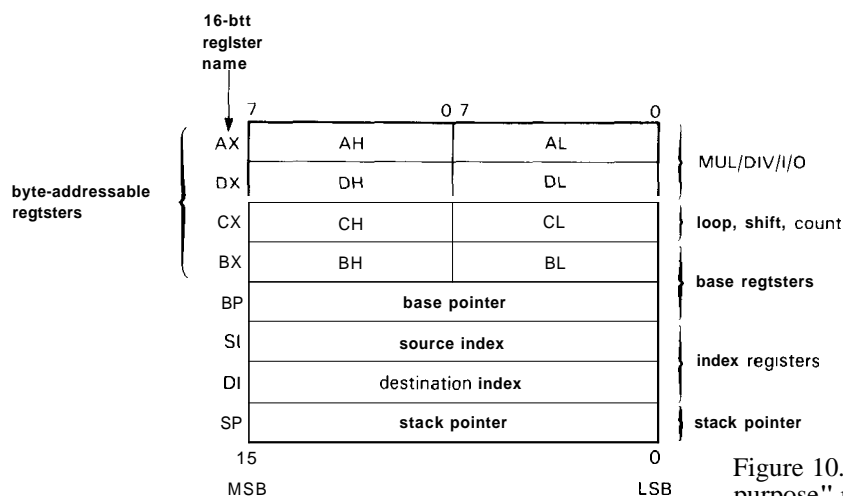 16-btt
reglster
name
7 0 7 0
AX AH AL
DX DH DL
MUL/DIV/I/O
byte-addressable
regtsters
CX CH CL loop, shift, count
BX BH BL
base regtsters
BP base pointer
Sl source index
index registers
DI destination index
SP stack pointer stack pointer
15 0
MSB LSB
Figure 10.
purpose"